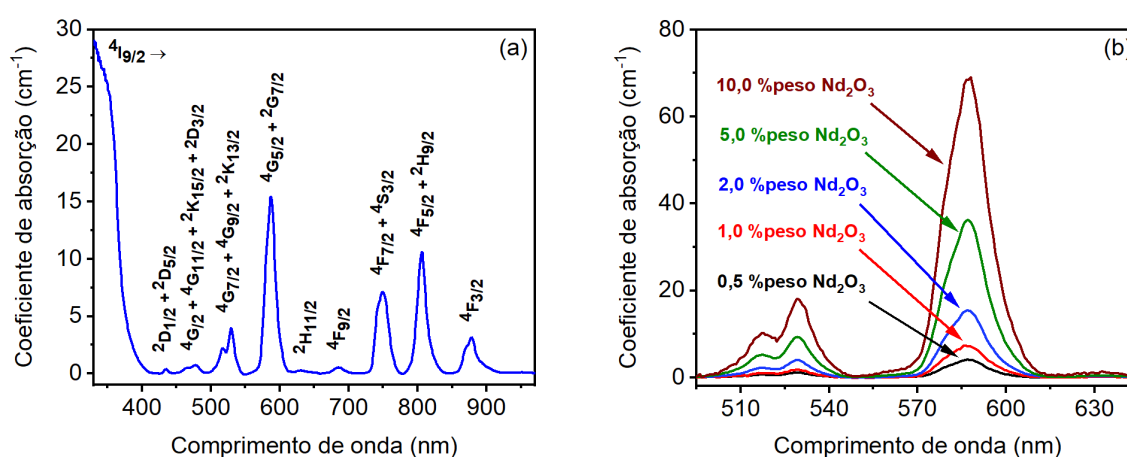 (a)
Coeficiente de absorção (cm⁻¹)
30
25
20
15
10
5
0
⁴I₉/₂ →
²D₁/₂ + ²D₅/₂
⁴G/₂ + ⁴G₁₁/₂ + ²K₁₅/₂ + ²D₃/₂
⁴G₇/₂ + ⁴G₉/₂ + ²K₁₃/₂
⁴G₅/₂ + ²G₇/₂
²H₁₁/₂
⁴F₉/₂
⁴F₇/₂ + ⁴S₃/₂
⁴F₅/₂ + ²H₉/₂
⁴F₃/₂
400 500 600 700 800 900
Comprimento de onda (nm)
(b)
Coeficiente de absorção (cm⁻¹)
80
60
40
20
0
10,0 %peso Nd₂O₃
5,0 %peso Nd₂O₃
2,0 %peso Nd₂O₃
1,0 %peso Nd₂O₃
0,5 %peso Nd₂O₃
510 540 570 600 630
Comprimento de onda (nm)